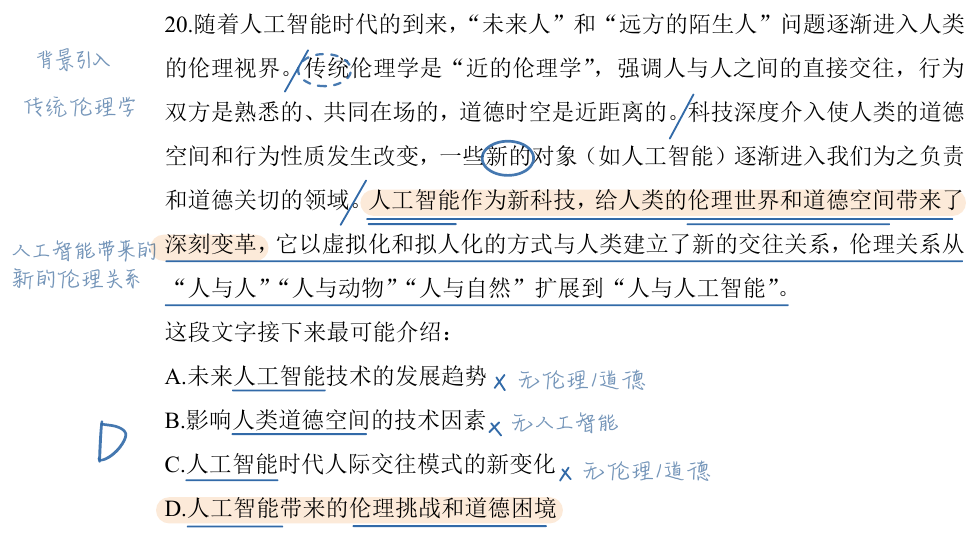 20.随着人工智能时代的到来，“未来人”和“远方的陌生人”问题逐渐进入人类
背景引入
的伦理视界。传统伦理学是“近的伦理学”，强调人与人之间的直接交往，行为
传统伦理学
双方是熟悉的、共同在场的，道德时空是近距离的。科技深度介入使人类的道德
空间和行为性质发生改变，一些新的对象（如人工智能）逐渐进入我们为之负责
和道德关切的领域。人工智能作为新科技，给人类的伦理世界和道德空间带来了
人工智能带来的
深刻变革，它以虚拟化和拟人化的方式与人类建立了新的交往关系，伦理关系从
新的伦理关系
“人与人”“人与动物”“人与自然”扩展到“人与人工智能”。
这段文字接下来最可能介绍：
A.未来人工智能技术的发展趋势 x 无伦理/道德
B.影响人类道德空间的技术因素 x 无人工智能
D
C.人工智能时代人际交往模式的新变化 x 无伦理/道德
D.人工智能带来的伦理挑战和道德困境